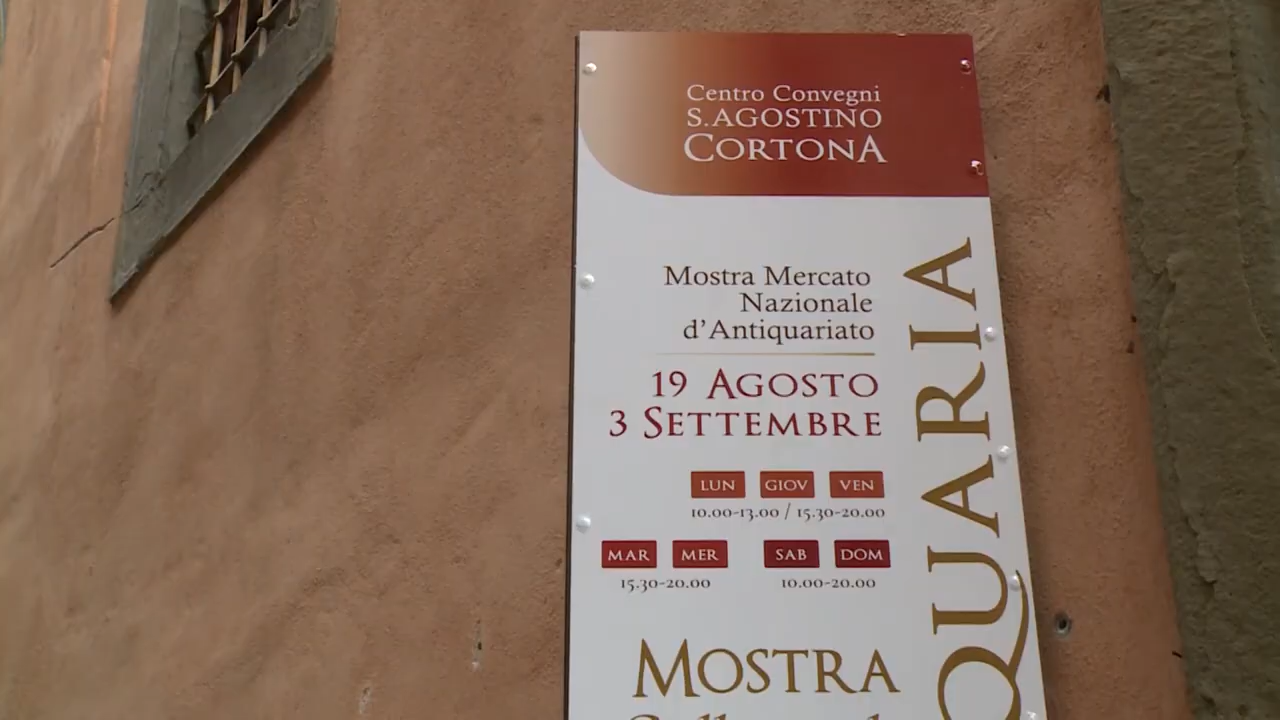 Centro Convegni
S. AGOSTINO
CORTONA
Mostra Mercato
Nazionale
d'Antiquariato
19 AGOSTO
3 SETTEMBRE
LUN GIOV VEN
10.00-13.00 / 15.30-20.00
MAR MER SAB DOM
15.30-20.00 10.00-20.00
MOSTRA
QUARIA